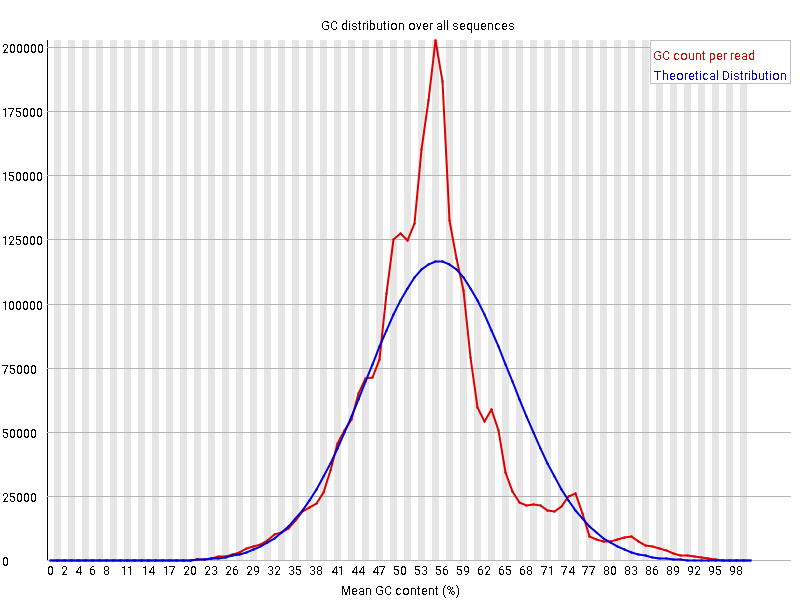 GC distribution over all sequences
GC count per read
Theoretical Distribution
200000
175000
150000
125000
100000
75000
50000
25000
0
0 2 4 6 8 11 14 17 20 23 26 29 32 35 38 41 44 47 50 53 56 59 62 65 68 71 74 77 80 83 86 89 92 95 98
Mean GC content (%)